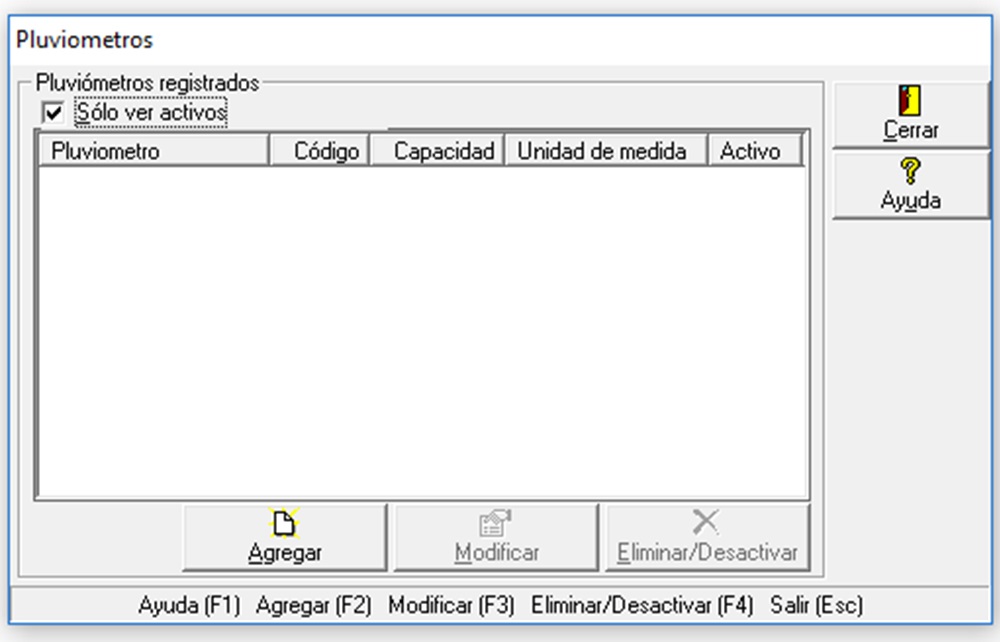 Pluviometros
Pluviómetros registrados
Sólo ver activos
Pluviometro Código Capacidad Unidad de medida Activo
Cerrar
Ayuda
Agregar Modificar Eliminar/Desactivar
Ayuda (F1) Agregar (F2) Modificar (F3) Eliminar/Desactivar (F4) Salir (Esc)